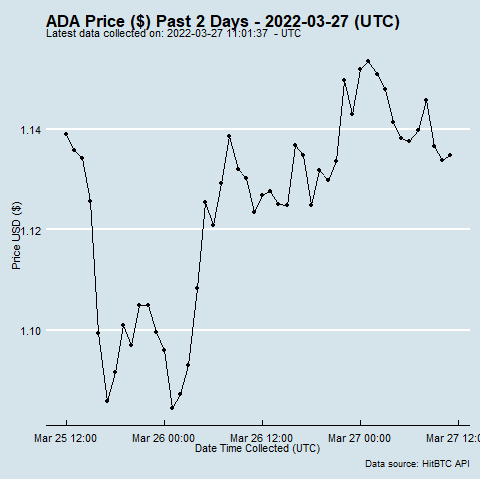 ADA Price ($) Past 2 Days - 2022-03-27 (UTC)
Latest data collected on: 2022-03-27 11:01:37 - UTC
1.14
1.12
1.10
Price USD ($)
Mar 25 12:00 Mar 26 00:00 Mar 26 12:00 Mar 27 00:00 Mar 27 12:00
Date Time Collected (UTC)
Data source: HitBTC API